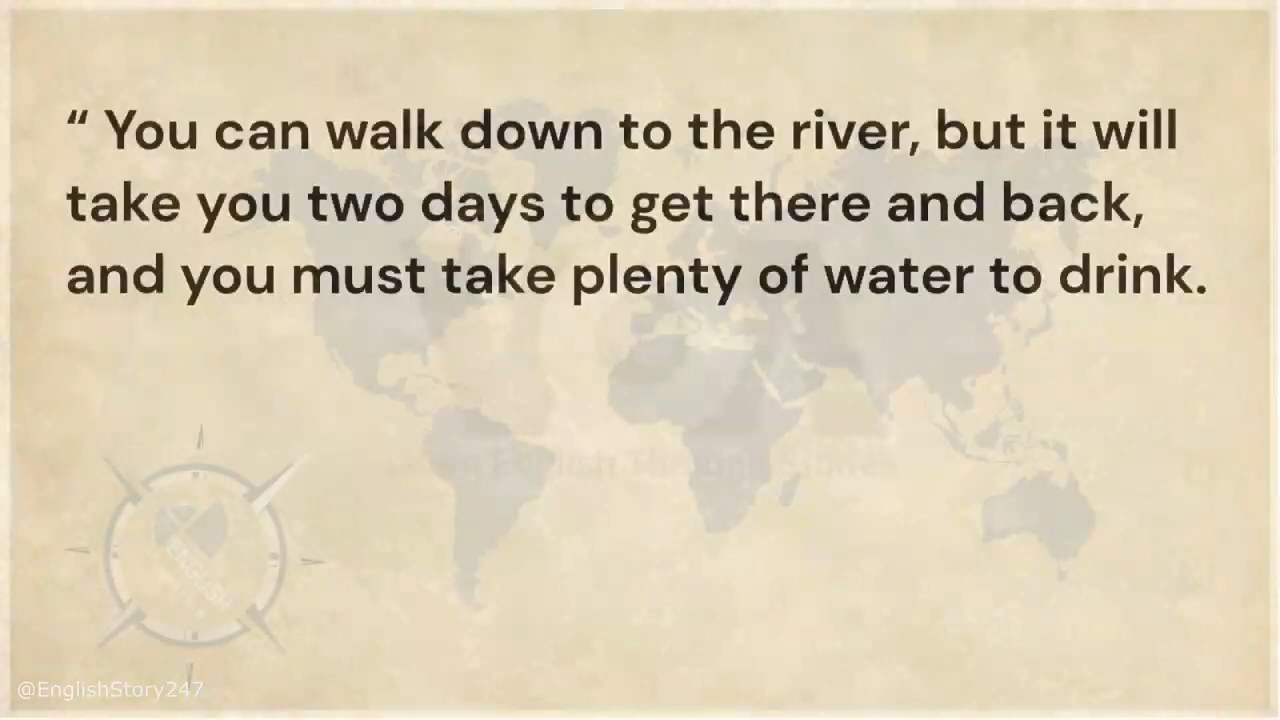 “ You can walk down to the river, but it will
take you two days to get there and back,
and you must take plenty of water to drink.
ENGLISH
@EnglishStory247